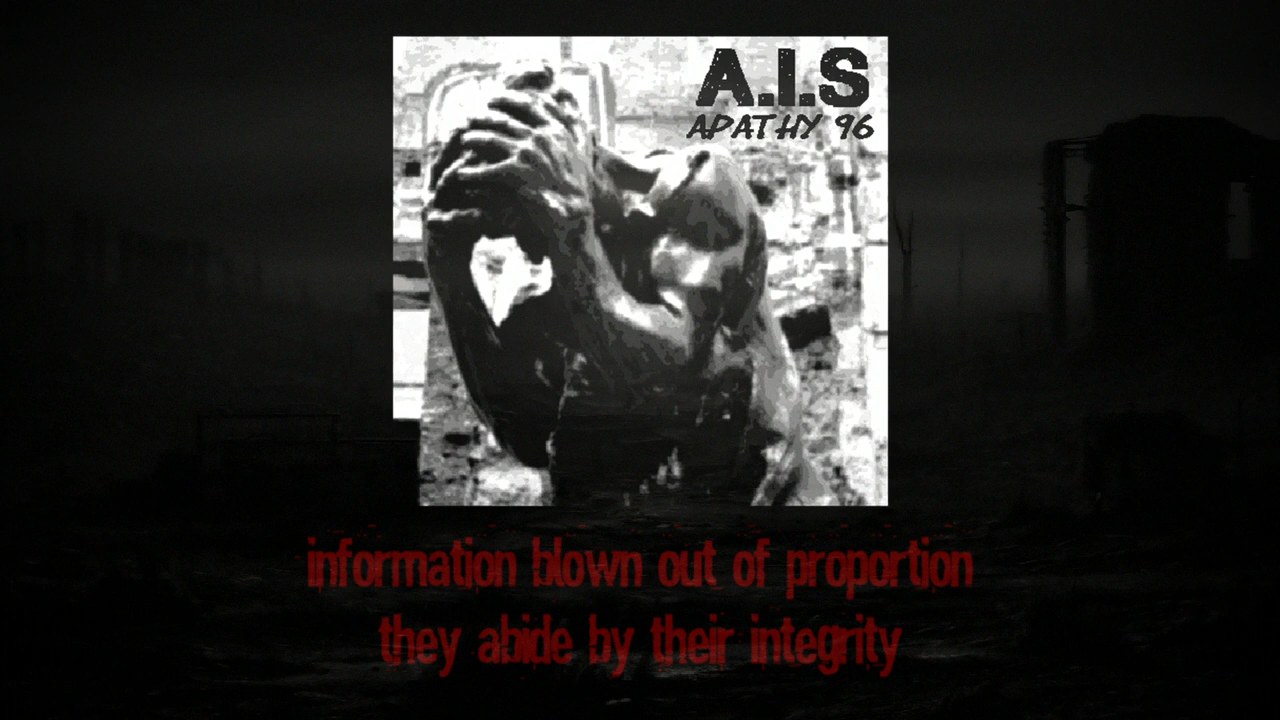 A.I.S
APATHY 96
information blown out of proportion
they abide by their integrity